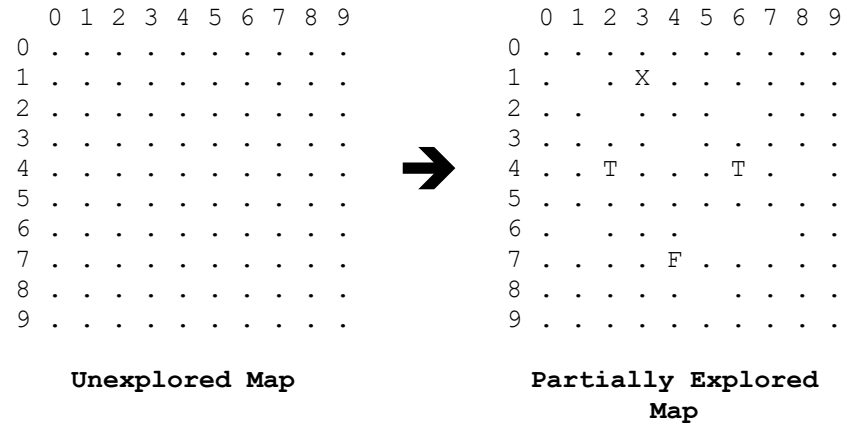 0 1 2 3 4 5 6 7 8 9    0 1 2 3 4 5 6 7 8 9
0 . . . . . . . . . .    0 . . . . . . . . . .
1 . . . . . . . . . .    1 .   . X . . . . . .
2 . . . . . . . . . .    2 . .   . . .   . . .
3 . . . . . . . . . .    3 . . . .   . . . . .
4 . . . . . . . . . .    4 . . T . . . T .   .
5 . . . . . . . . . .    5 . . . . . . . . . .
6 . . . . . . . . . .    6 .   . . .       . .
7 . . . . . . . . . .    7 . . . . F . . . . .
8 . . . . . . . . . .    8 . . . . .   . . . .
9 . . . . . . . . . .    9 . . . . . . . . . .
Unexplored Map
Partially Explored
Map